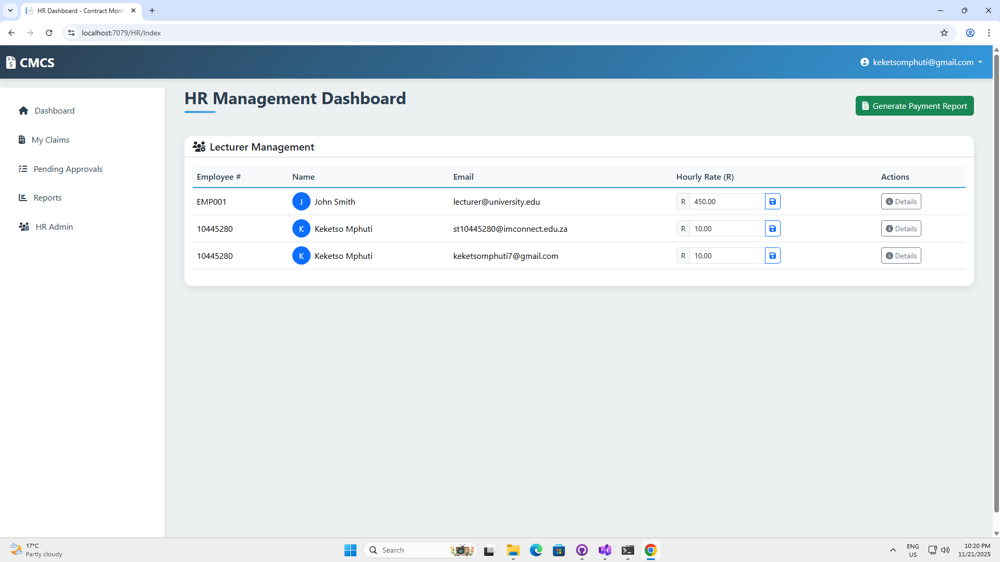 HR Dashboard - Contract Mont
localhost:7079/HR/Index
CMCS
keketsomphuti@gmail.com
Dashboard
My Claims
Pending Approvals
Reports
HR Admin
HR Management Dashboard
Generate Payment Report
Lecturer Management
Employee # Name Email Hourly Rate (R) Actions
EMP001 J John Smith lecturer@university.edu R 450.00 Details
10445280 K Keketso Mphuti st10445280@imconnect.edu.za R 10.00 Details
10445280 K Keketso Mphuti keketsomphuti7@gmail.com R 10.00 Details
17°C
Partly cloudy
Search
ENG
US
10:20 PM
11/21/2025